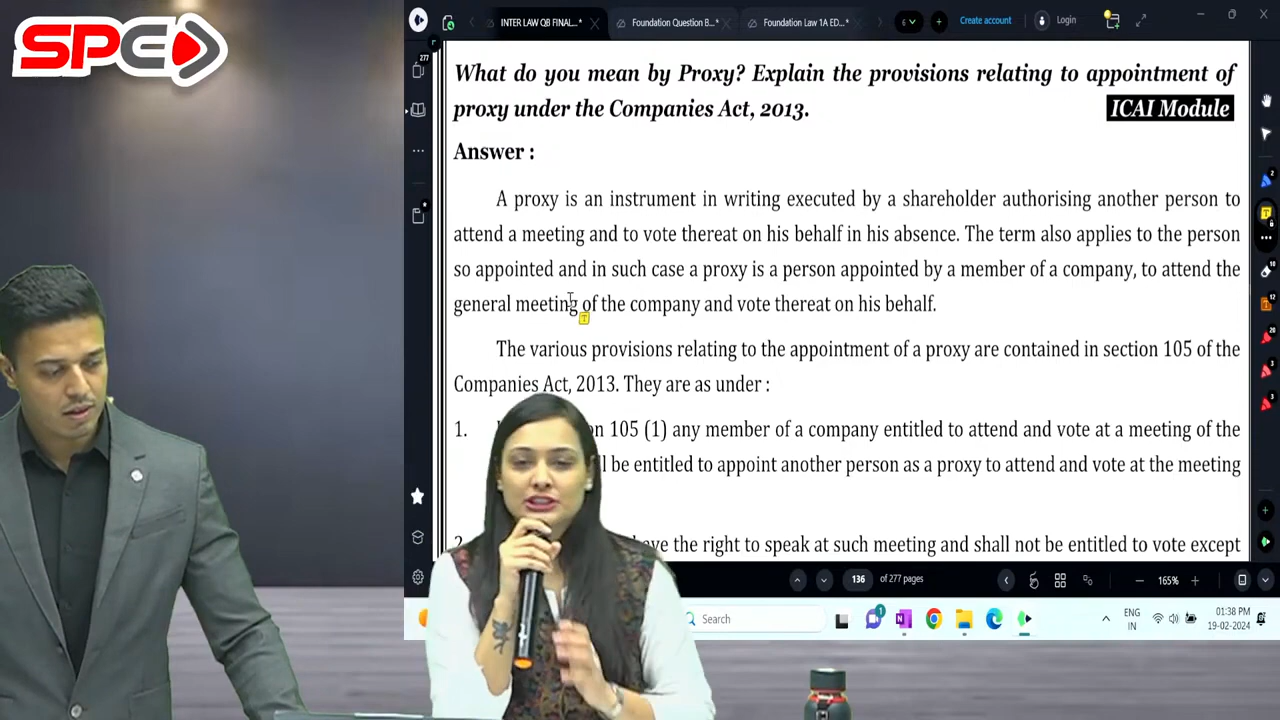 SPC
INTER LAW QB FINAL...*
Foundation Question B...*
Foundation Law 1A ED...*
6
Create account
Login
277
What do you mean by Proxy? Explain the provisions relating to appointment of
proxy under the Companies Act, 2013.
ICAI Module
Answer :
A proxy is an instrument in writing executed by a shareholder authorising another person to
attend a meeting and to vote thereat on his behalf in his absence. The term also applies to the person
so appointed and in such case a proxy is a person appointed by a member of a company, to attend the
general meeting of the company and vote thereat on his behalf.
The various provisions relating to the appointment of a proxy are contained in section 105 of the
Companies Act, 2013. They are as under :
1. 105 (1) any member of a company entitled to attend and vote at a meeting of the
be entitled to appoint another person as a proxy to attend and vote at the meeting
2. the right to speak at such meeting and shall not be entitled to vote except
136 of 277 pages
165%
Search
ENG
IN
01:38 PM
19-02-2024